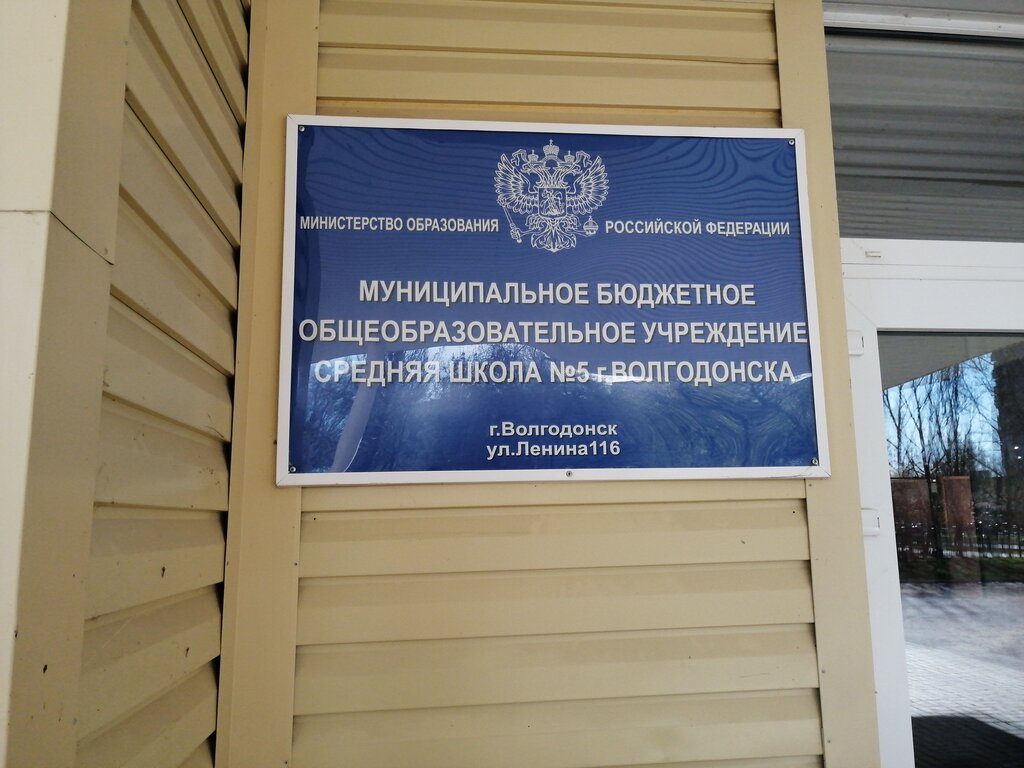 МИНИСТЕРСТВО ОБРАЗОВАНИЯ РОССИЙСКОЙ ФЕДЕРАЦИИ
МУНИЦИПАЛЬНОЕ БЮДЖЕТНОЕ
ОБЩЕОБРАЗОВАТЕЛЬНОЕ УЧРЕЖДЕНИЕ
СРЕДНЯЯ ШКОЛА №5 г.ВОЛГОДОНСКА
г.Волгодонск
ул.Ленина116